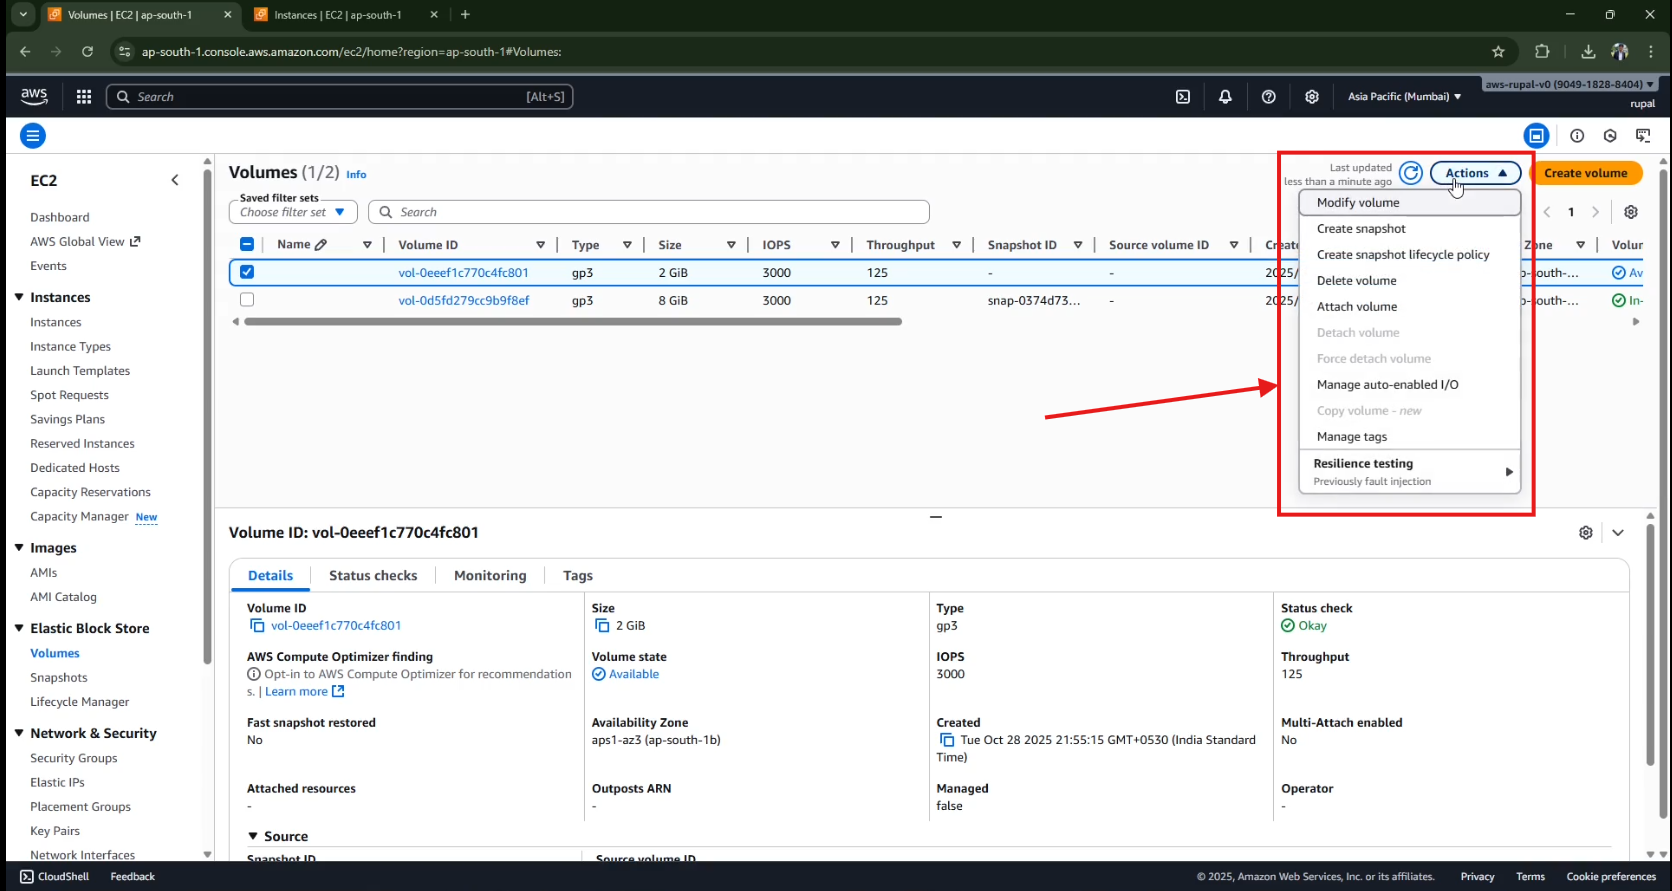 Volumes | EC2 | ap-south-1
Instances | EC2 | ap-south-1
ap-south-1.console.aws.amazon.com/ec2/home?region=ap-south-1#Volumes:
aws
Search
[Alt+S]
Asia Pacific (Mumbai)
aws-rupal-v0 (9049-1828-8404)
rupal
EC2
Dashboard
AWS Global View
Events
Instances
Instances
Instance Types
Launch Templates
Spot Requests
Savings Plans
Reserved Instances
Dedicated Hosts
Capacity Reservations
Capacity Manager New
Images
AMIs
AMI Catalog
Elastic Block Store
Volumes
Snapshots
Lifecycle Manager
Network & Security
Security Groups
Elastic IPs
Placement Groups
Key Pairs
Network Interfaces
Volumes (1/2) Info
Last updated
less than a minute ago
Actions
Create volume
Saved filter sets
Choose filter set
Search
1
Name Volume ID Type Size IOPS Throughput Snapshot ID Source volume ID Create Zone Volur
vol-0eeef1c770c4fc801 gp3 2 GiB 3000 125 - - 2025/ p-south-... Av
vol-0d5fd279cc9b9f8ef gp3 8 GiB 3000 125 snap-0374d73... - 2025/ p-south-... In-
Modify volume
Create snapshot
Create snapshot lifecycle policy
Delete volume
Attach volume
Detach volume
Force detach volume
Manage auto-enabled I/O
Copy volume - new
Manage tags
Resilience testing
Previously fault injection
Volume ID: vol-0eeef1c770c4fc801
Details
Status checks
Monitoring
Tags
Volume ID
vol-0eeef1c770c4fc801
Size
2 GiB
Type
gp3
Status check
Okay
AWS Compute Optimizer finding
Opt-in to AWS Compute Optimizer for recommendation
s. | Learn more
Volume state
Available
IOPS
3000
Throughput
125
Fast snapshot restored
No
Availability Zone
aps1-az3 (ap-south-1b)
Created
Tue Oct 28 2025 21:55:15 GMT+0530 (India Standard
Time)
Multi-Attach enabled
No
Attached resources
-
Outposts ARN
-
Managed
false
Operator
-
Source
Snapshot ID
Source volume ID
CloudShell
Feedback
© 2025, Amazon Web Services, Inc. or its affiliates.
Privacy
Terms
Cookie preferences